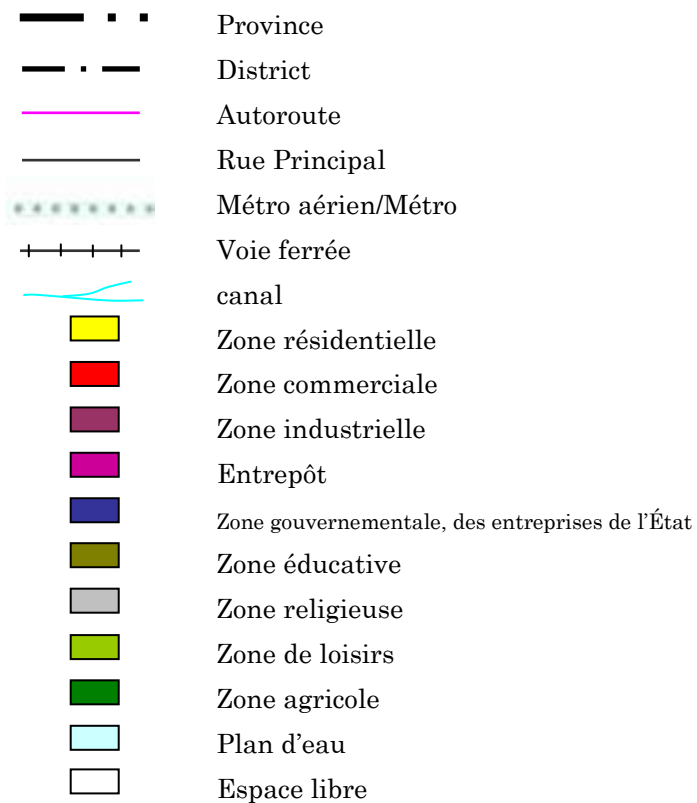 Province
District
Autoroute
Rue Principal
Métro aérien/Métro
Voie ferrée
canal
Zone résidentielle
Zone commerciale
Zone industrielle
Entrepôt
Zone gouvernementale, des entreprises de l'État
Zone éducative
Zone religieuse
Zone de loisirs
Zone agricole
Plan d'eau
Espace libre